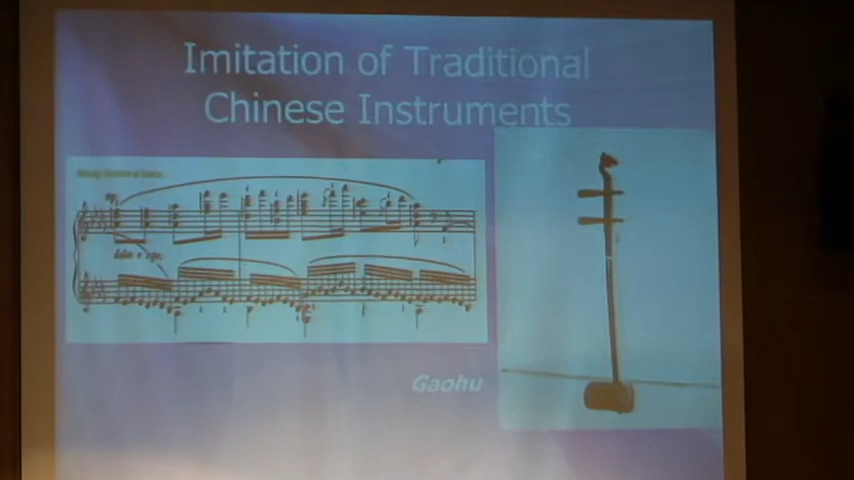 Imitation of Traditional
Chinese Instruments
Gaohu